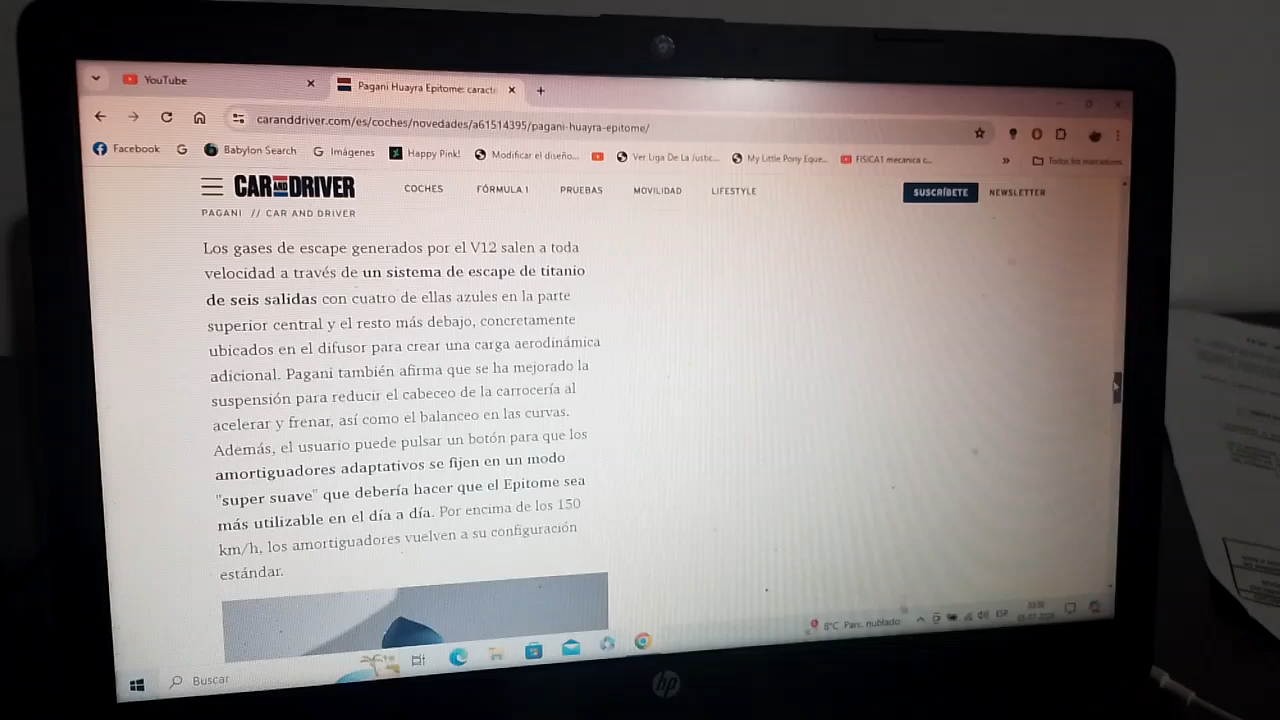 YouTube
Pagani Huayra Epitome: caracte
caranddriver.com/es/coches/novedades/a61514395/pagani-huayra-epitome/
Facebook
Babylon Search
Imágenes
Happy Pink!
Modificar el diseño...
Ver Liga De La Justic...
My Little Pony Eque...
FISICA1 mecanica c...
Todos los marcadores
CAR AND DRIVER
COCHES
FÓRMULA 1
PRUEBAS
MOVILIDAD
LIFESTYLE
SUSCRÍBETE
NEWSLETTER
PAGANI // CAR AND DRIVER
Los gases de escape generados por el V12 salen a toda
velocidad a través de un sistema de escape de titanio
de seis salidas con cuatro de ellas azules en la parte
superior central y el resto más debajo, concretamente
ubicados en el difusor para crear una carga aerodinámica
adicional. Pagani también afirma que se ha mejorado la
suspensión para reducir el cabeceo de la carrocería al
acelerar y frenar, así como el balanceo en las curvas.
Además, el usuario puede pulsar un botón para que los
amortiguadores adaptativos se fijen en un modo
"super suave" que debería hacer que el Epitome sea
más utilizable en el día a día. Por encima de los 150
km/h, los amortiguadores vuelven a su configuración
estándar.
8°C Parc. nublado
ESP
Buscar
hp